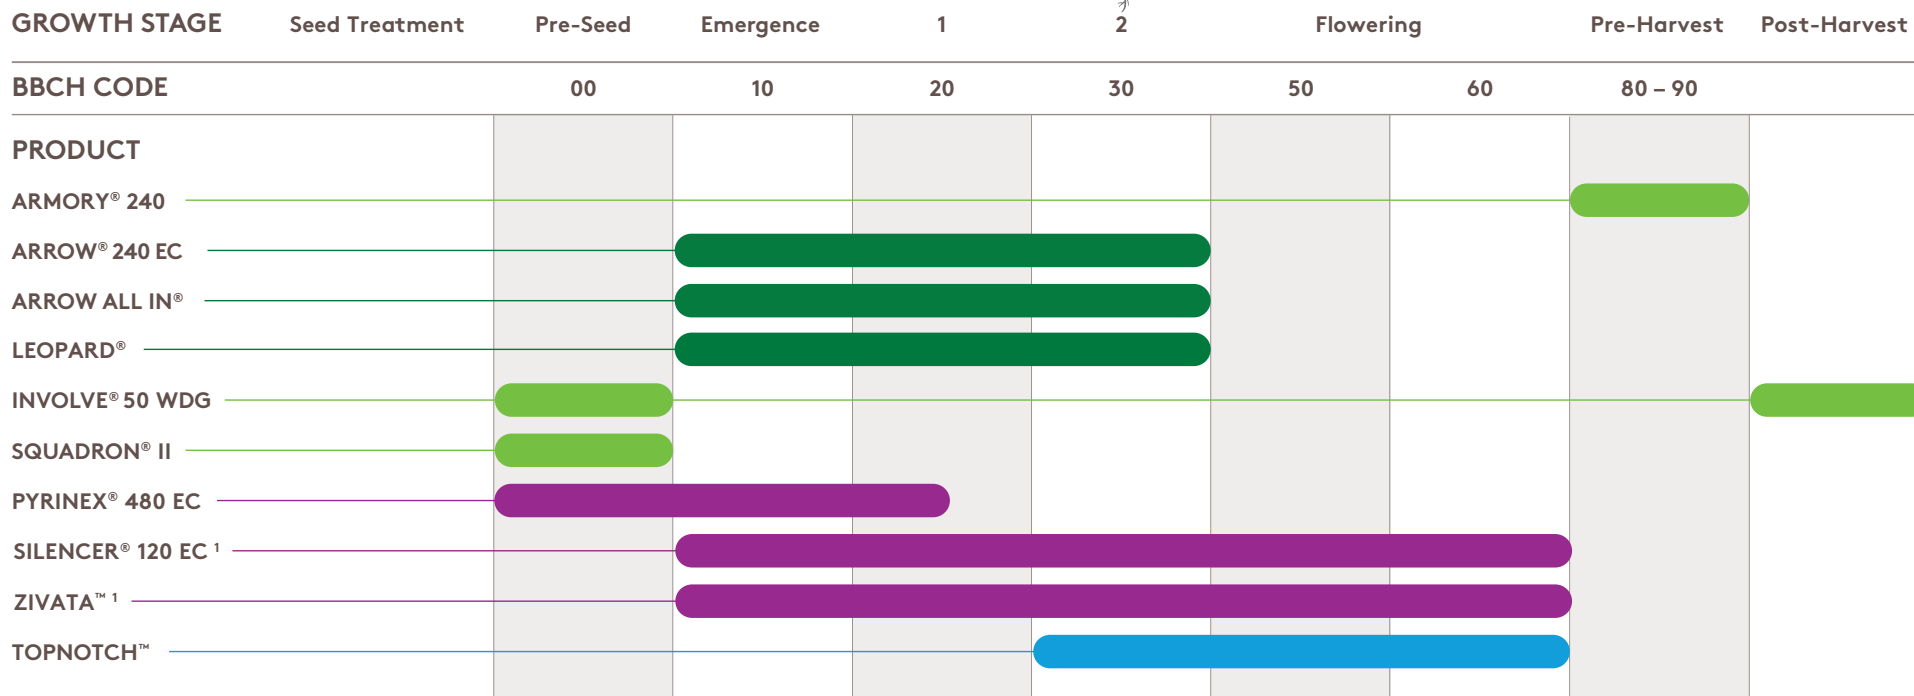 GROWTH STAGE Seed Treatment Pre-Seed Emergence 1 2 Flowering Pre-Harvest Post-Harvest
BBCH CODE 00 10 20 30 50 60 80 – 90
PRODUCT
ARMORY® 240
ARROW® 240 EC
ARROW ALL IN®
LEOPARD®
INVOLVE® 50 WDG
SQUADRON® II
PYRINEX® 480 EC
SILENCER® 120 EC ¹
ZIVATA™ ¹
TOPNOTCH™